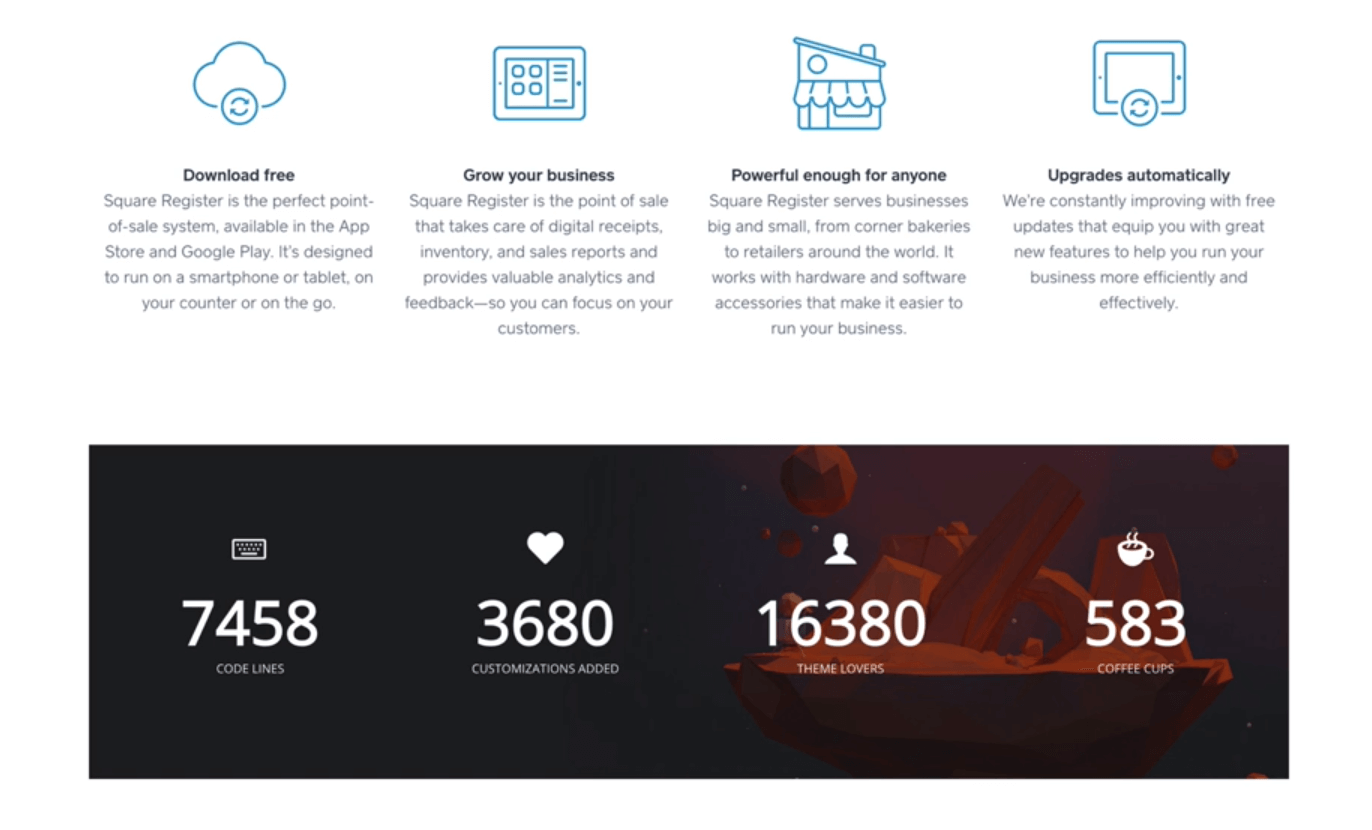 Download free
Square Register is the perfect point-
of-sale system, available in the App
Store and Google Play. It's designed
to run on a smartphone or tablet, on
your counter or on the go.
Grow your business
Square Register is the point of sale
that takes care of digital receipts,
inventory, and sales reports and
provides valuable analytics and
feedback—so you can focus on your
customers.
Powerful enough for anyone
Square Register serves businesses
big and small, from corner bakeries
to retailers around the world. It
works with hardware and software
accessories that make it easier to
run your business.
Upgrades automatically
We're constantly improving with free
updates that equip you with great
new features to help you run your
business more efficiently and
effectively.
7458
CODE LINES
3680
CUSTOMIZATIONS ADDED
16380
THEME LOVERS
583
COFFEE CUPS